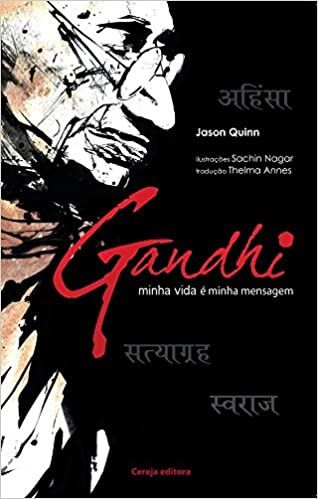 अहिंसा
Jason Quinn
ilustrações Sachin Nagar
tradução Thelma Annes
Gandhi
minha vida é minha mensagem
सत्याग्रह
स्वराज
Cereja editora